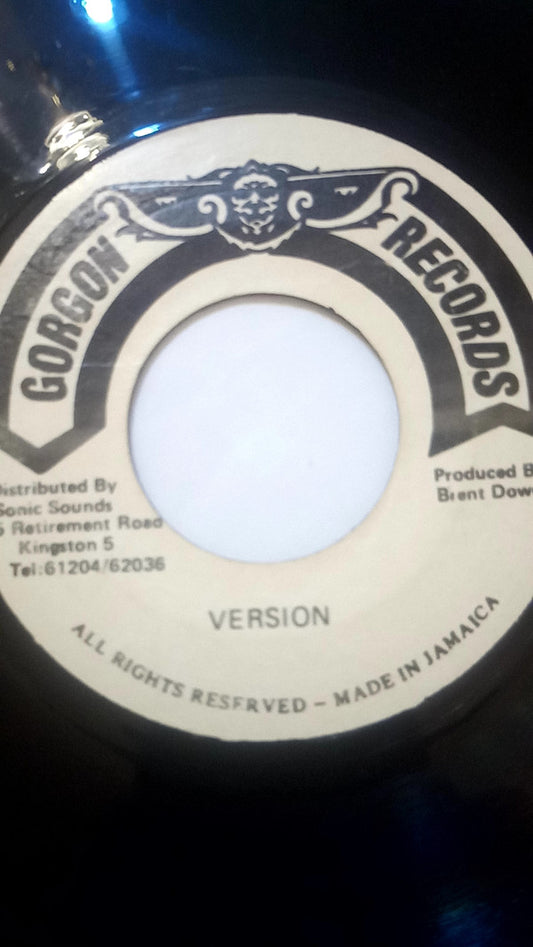 GORGON RECORDS
Distributed By
Sonic Sounds
5 Retirement Road
Kingston 5
Tel:61204/62036
Produced B
Brent Dow
VERSION
ALL RIGHTS RESERVED – MADE IN JAMAICA